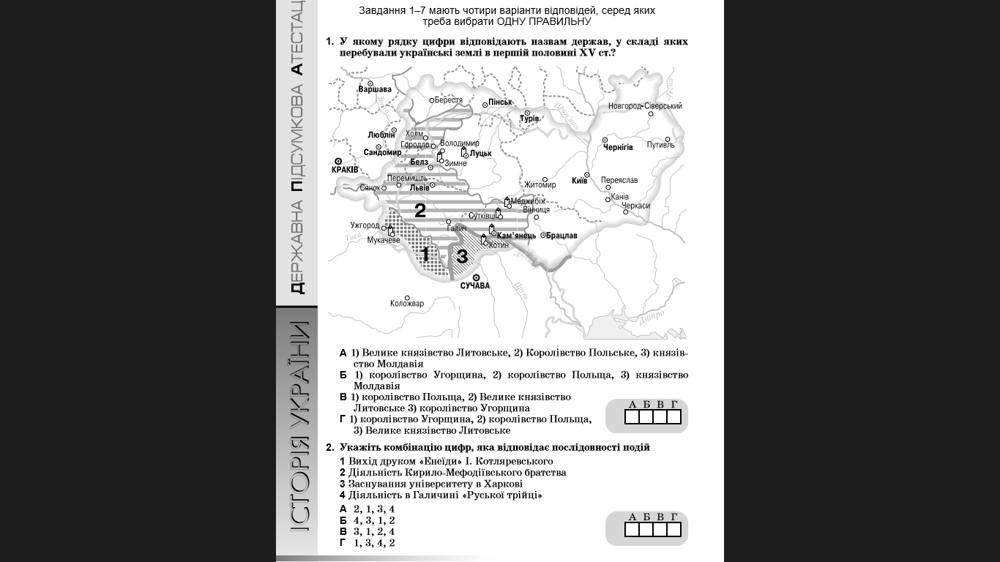 Завдання 1–7 мають чотири варіанти відповідей, серед яких
треба вибрати ОДНУ ПРАВИЛЬНУ
ДЕРЖАВНА ПІДСУМКОВА АТЕСТАЦ
ІСТОРІЯ УКРАЇНИ
1. У якому рядку цифри відповідають назвам держав, у складі яких
перебували українські землі в першій половині XV ст.?
Варшава
Берестя
Пінськ
Турів
Новгород-Сіверський
Десна
Вісла
Прип'ять
Люблін
Холм
Городло
Володимир
Сандомир
Луцьк
Чернігів
Путивль
КРАКІВ
Белз
Зимне
Перемишль
Сянок
Львів
Житомир
Київ
Переяслав
Канів
Черкаси
Меджибіж
Вінниця
2
Сутківці
Галич
Ужгород
Тиса
Мукачеве
Кам'янець
Брацлав
Хотин
1
3
СУЧАВА
Прут
Коложвар
Дніпро
А 1) Велике князівство Литовське, 2) Королівство Польське, 3) князів-
ство Молдавія
Б 1) королівство Угорщина, 2) королівство Польща, 3) князівство
Молдавія
В 1) королівство Польща, 2) Велике князівство
Литовське 3) королівство Угорщина
Г 1) королівство Угорщина, 2) королівство Польща,
3) Велике князівство Литовське
А Б В Г
2. Укажіть комбінацію цифр, яка відповідає послідовності подій
1 Вихід друком «Енеїди» І. Котляревського
2 Діяльність Кирило-Мефодіївського братства
3 Заснування університету в Харкові
4 Діяльність в Галичині «Руської трійці»
А 2, 1, 3, 4
Б 4, 3, 1, 2
В 3, 1, 2, 4
Г 1, 3, 4, 2
А Б В Г